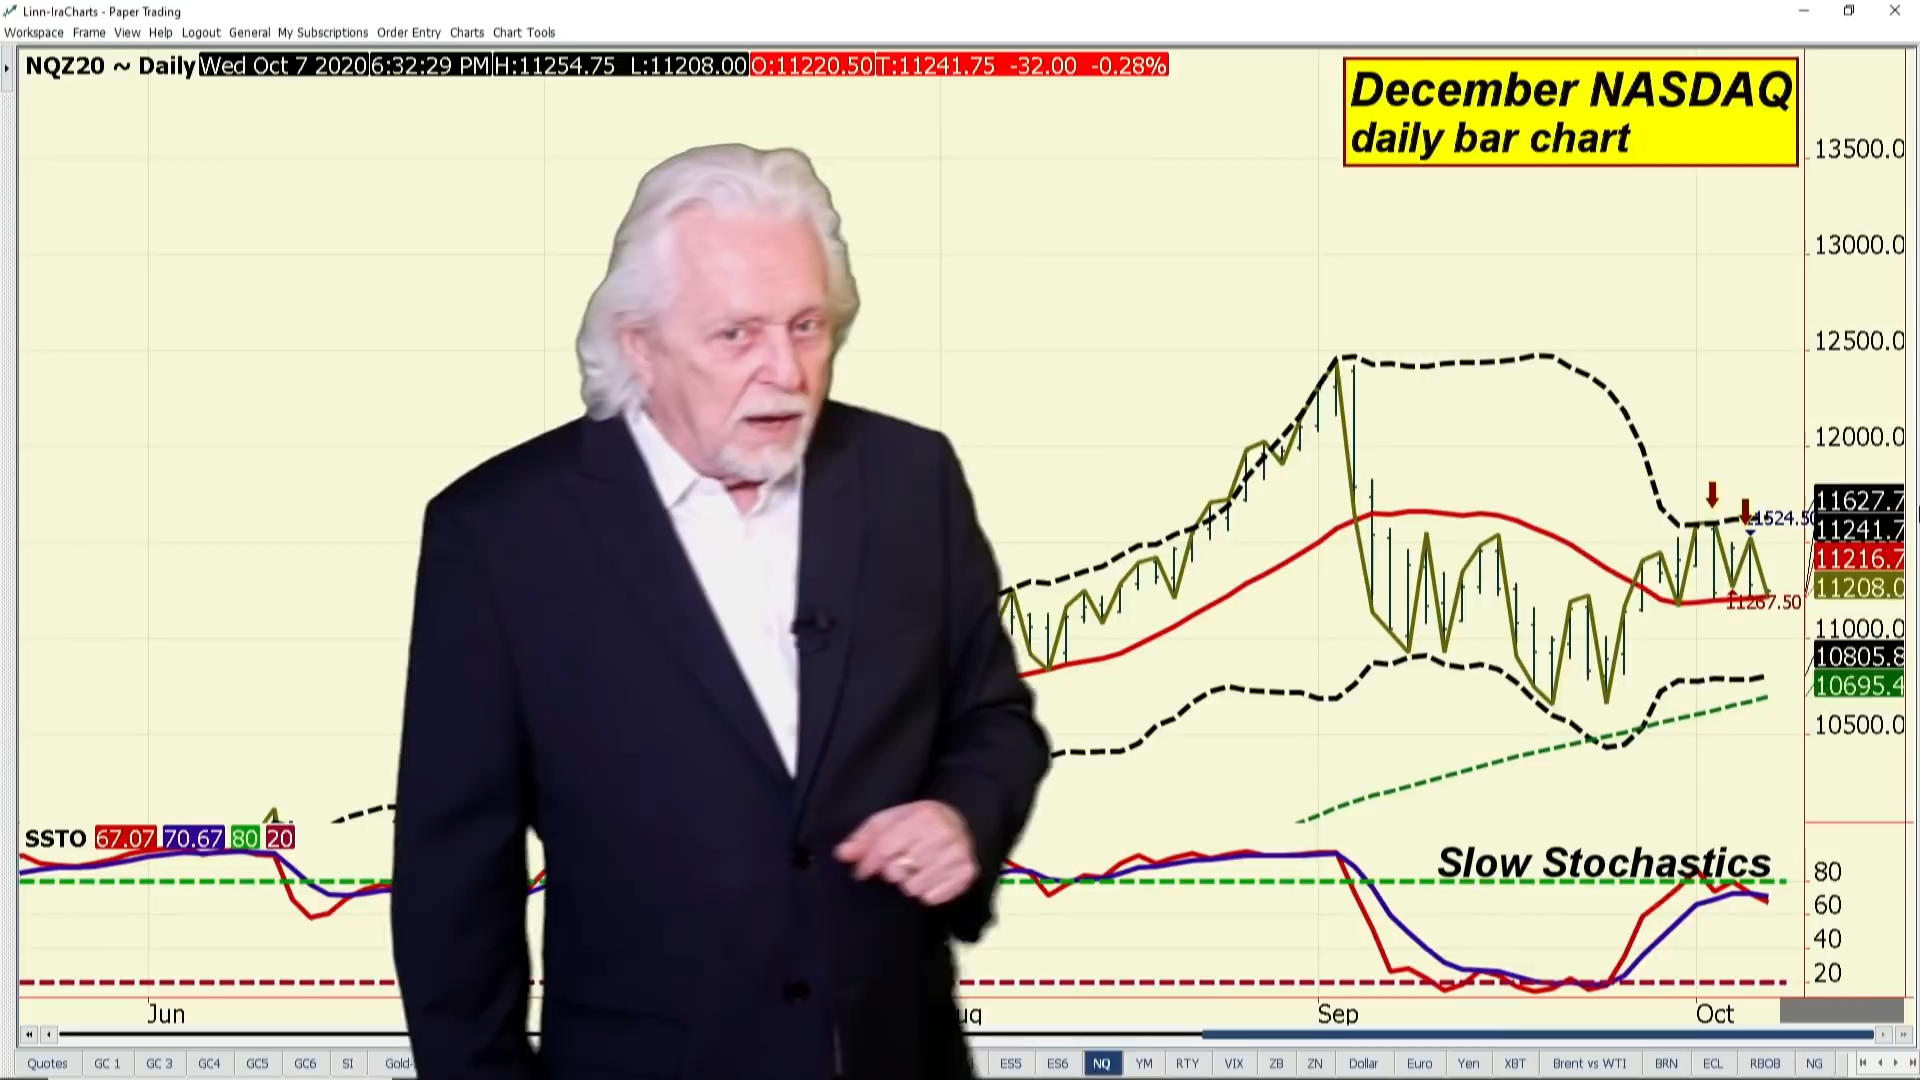 Linn-IraCharts - Paper Trading
Workspace Frame View Help Logout General My Subscriptions Order Entry Charts Chart Tools
NQZ20 ~ Daily Wed Oct 7 2020 6:32:29 PM H:11254.75 L:11208.00 O:11220.50 T:11241.75 -32.00 -0.28%
December NASDAQ
daily bar chart
13500.0
13000.0
12500.0
12000.0
11627.7
11524.50
11241.7
11216.7
11208.0
11267.50
11000.0
10805.8
10695.4
10500.0
SSTO 67.07 70.67 80 20
Slow Stochastics
80
60
40
20
Jun
Sep
Oct
Quotes GC 1 GC 3 GC4 GC5 GC6 SI Gold- ES5 ES6 NQ YM RTY VIX ZB ZN Dollar Euro Yen XBT Brent vs WTI BRN ECL RBOB NG